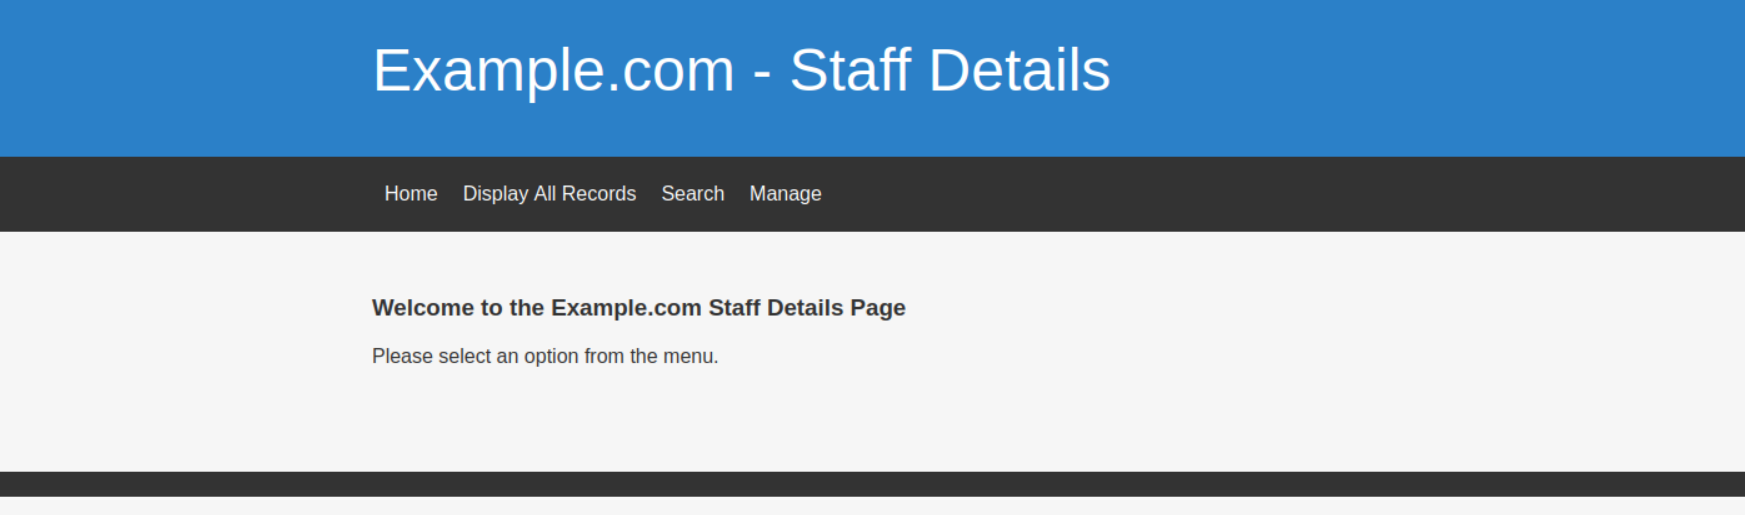 Example.com - Staff Details
Home Display All Records Search Manage
Welcome to the Example.com Staff Details Page
Please select an option from the menu.